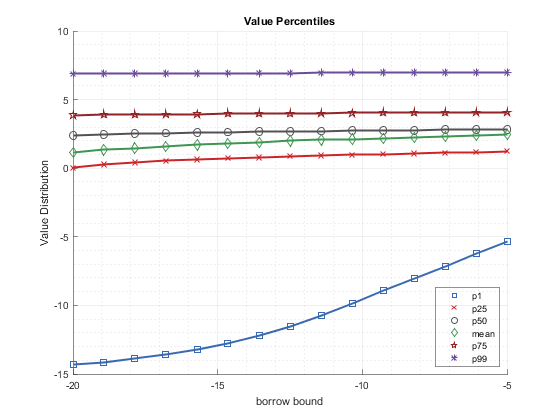 Value Percentiles
10
5
0
-5
-10
-15
Value Distribution
-20
-15
-10
-5
borrow bound
p1
p25
p50
mean
p75
p99